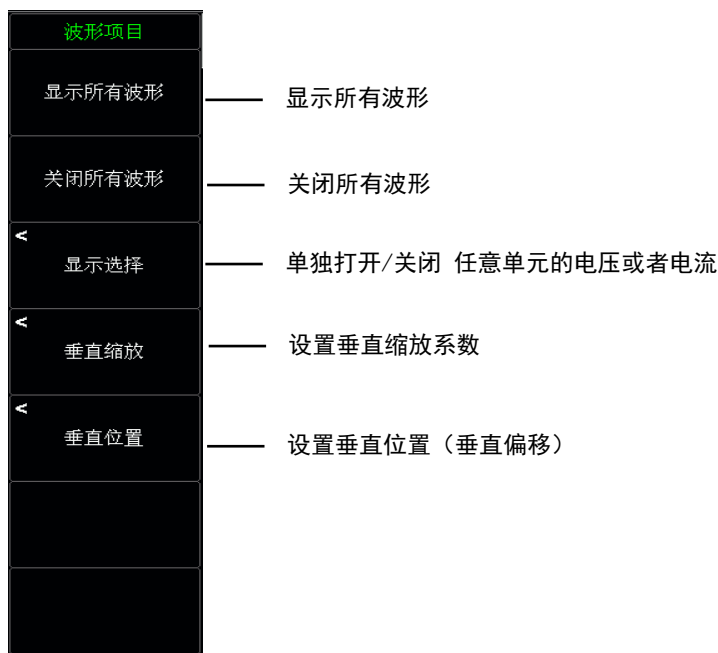 波形项目
显示所有波形 显示所有波形
关闭所有波形 关闭所有波形
<
显示选择 单独打开/关闭 任意单元的电压或者电流
<
垂直缩放 设置垂直缩放系数
<
垂直位置 设置垂直位置（垂直偏移）